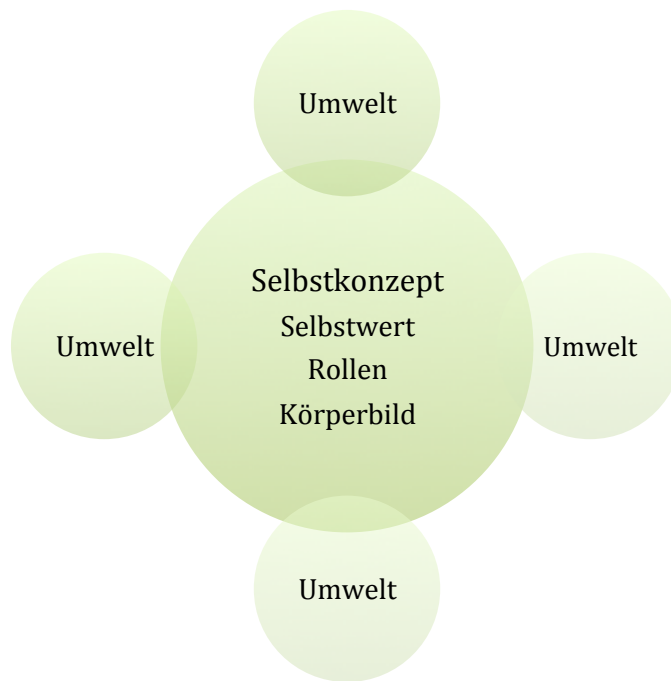 Umwelt
Selbstkonzept
Selbstwert
Rollen
Körperbild
Umwelt
Umwelt
Umwelt